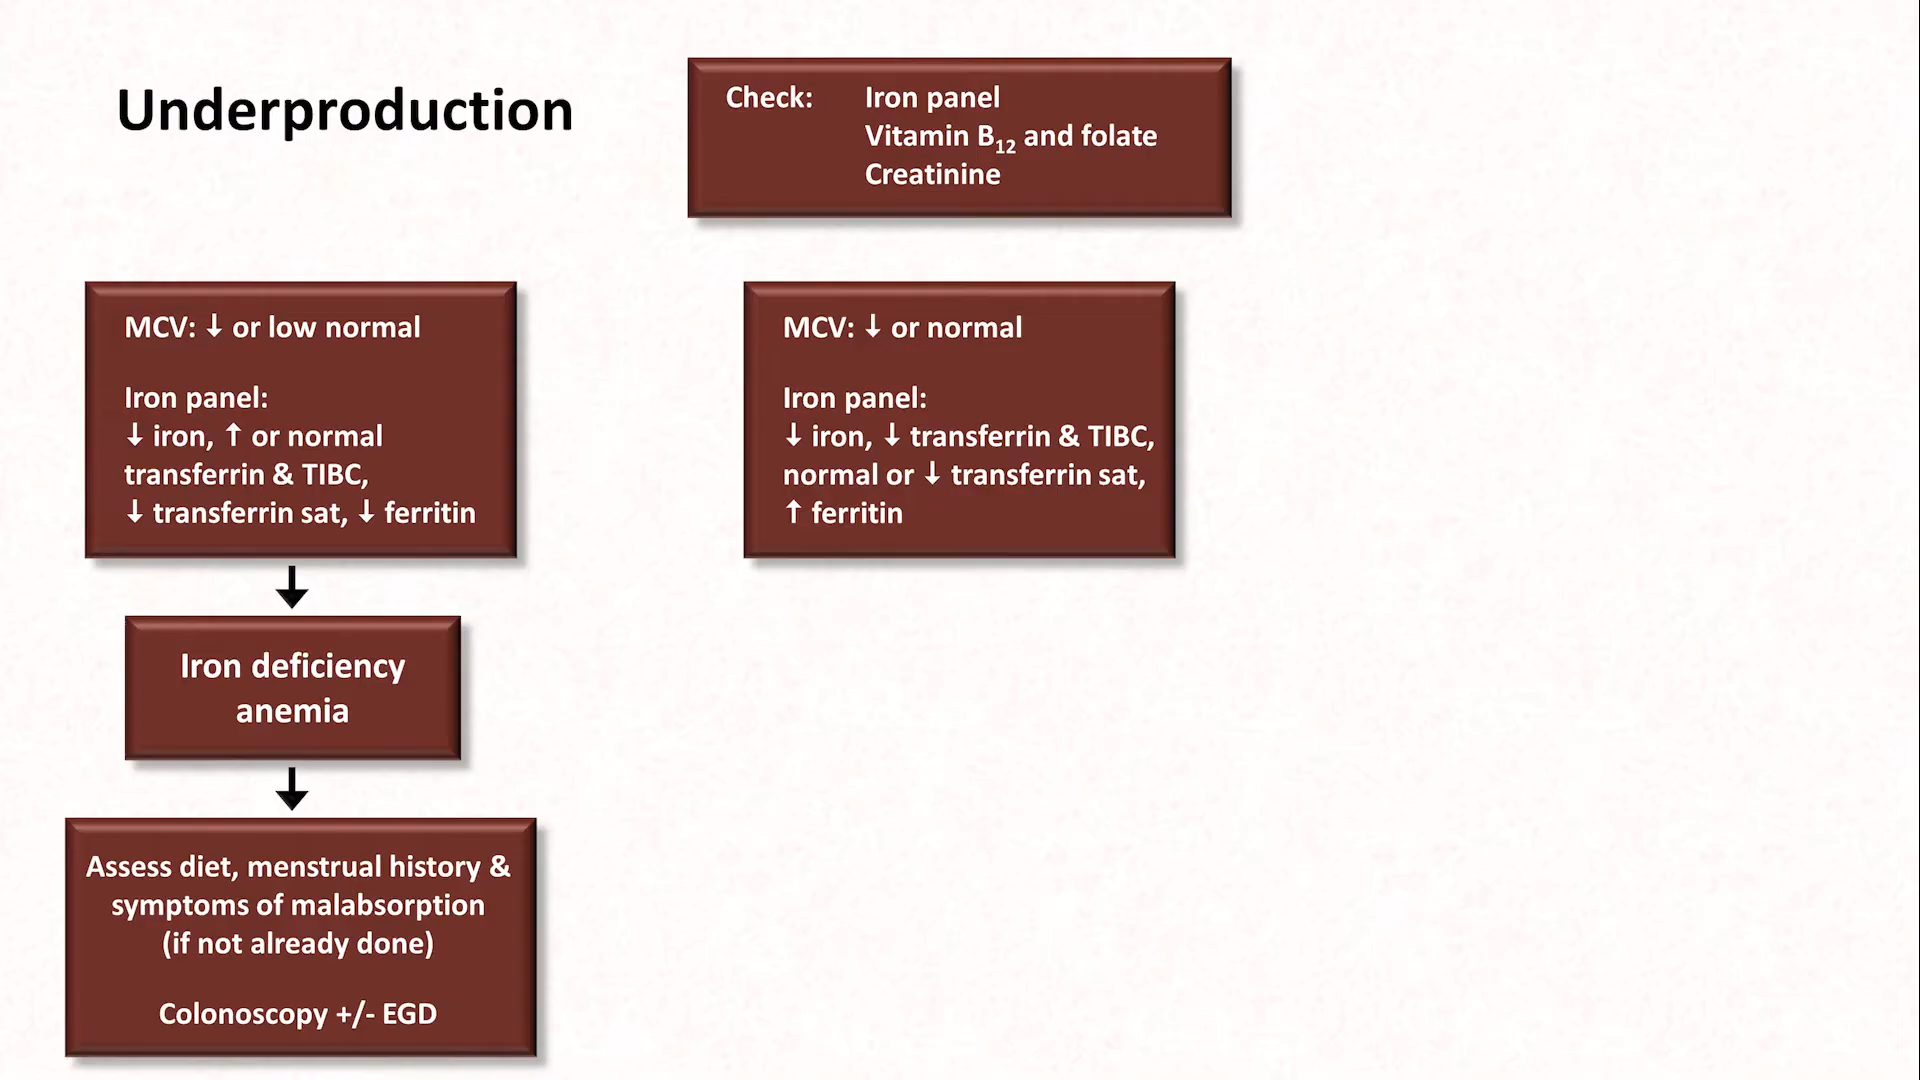 Underproduction
Check: Iron panel
Vitamin B12 and folate
Creatinine
MCV: ↓ or low normal
Iron panel:
↓ iron, ↑ or normal
transferrin & TIBC,
↓ transferrin sat, ↓ ferritin
Iron deficiency
anemia
Assess diet, menstrual history &
symptoms of malabsorption
(if not already done)
Colonoscopy +/- EGD
MCV: ↓ or normal
Iron panel:
↓ iron, ↓ transferrin & TIBC,
normal or ↓ transferrin sat,
↑ ferritin